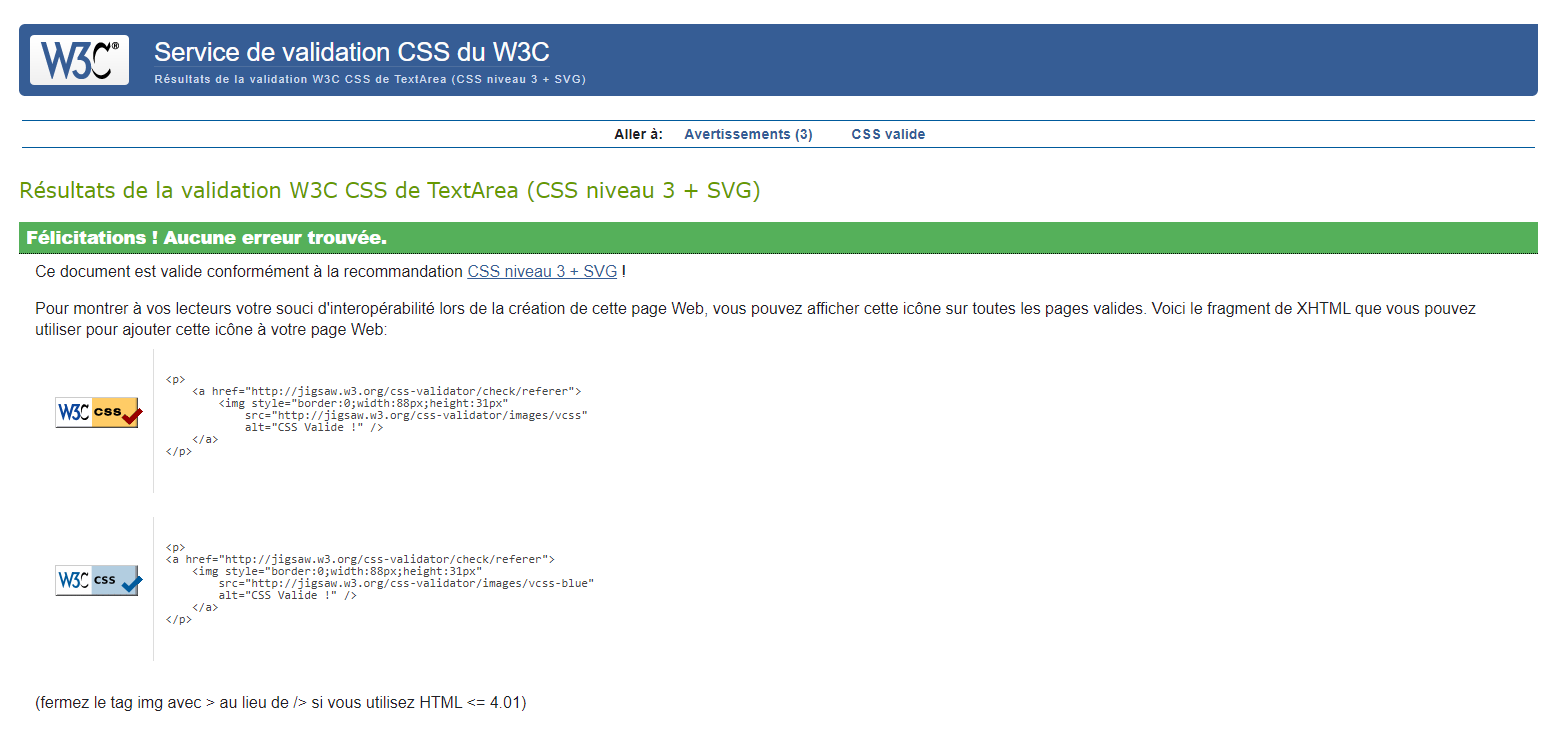 W3C®
Service de validation CSS du W3C
Résultats de la validation W3C CSS de TextArea (CSS niveau 3 + SVG)
Aller à: Avertissements (3) CSS valide
Résultats de la validation W3C CSS de TextArea (CSS niveau 3 + SVG)
Félicitations ! Aucune erreur trouvée.
Ce document est valide conformément à la recommandation CSS niveau 3 + SVG !
Pour montrer à vos lecteurs votre souci d'interopérabilité lors de la création de cette page Web, vous pouvez afficher cette icône sur toutes les pages valides. Voici le fragment de XHTML que vous pouvez
utiliser pour ajouter cette icône à votre page Web:
W3C css
<p>
    <a href="http://jigsaw.w3.org/css-validator/check/referer">
        <img style="border:0;width:88px;height:31px"
            src="http://jigsaw.w3.org/css-validator/images/vcss"
            alt="CSS Valide !" />
    </a>
</p>
W3C css
<p>
<a href="http://jigsaw.w3.org/css-validator/check/referer">
    <img style="border:0;width:88px;height:31px"
        src="http://jigsaw.w3.org/css-validator/images/vcss-blue"
        alt="CSS Valide !" />
    </a>
</p>
(fermez le tag img avec > au lieu de /> si vous utilisez HTML <= 4.01)